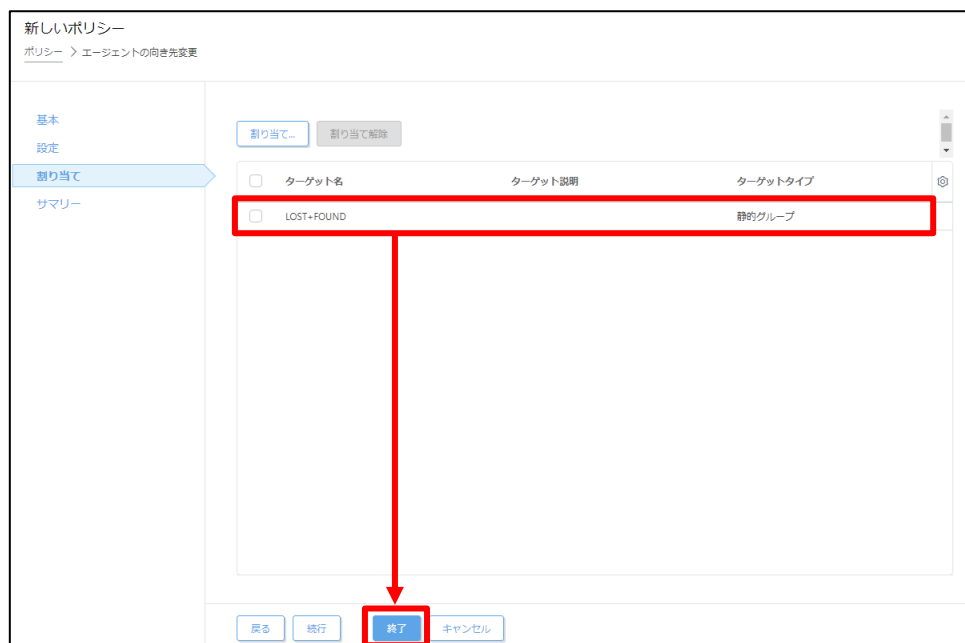 新しいポリシー
ポリシー > エージェントの向き先変更
基本
設定
割り当て
サマリー
割り当て... 割り当て解除
ターゲット名 ターゲット説明 ターゲットタイプ
LOST+FOUND 静的グループ
戻る 続行 終了 キャンセル